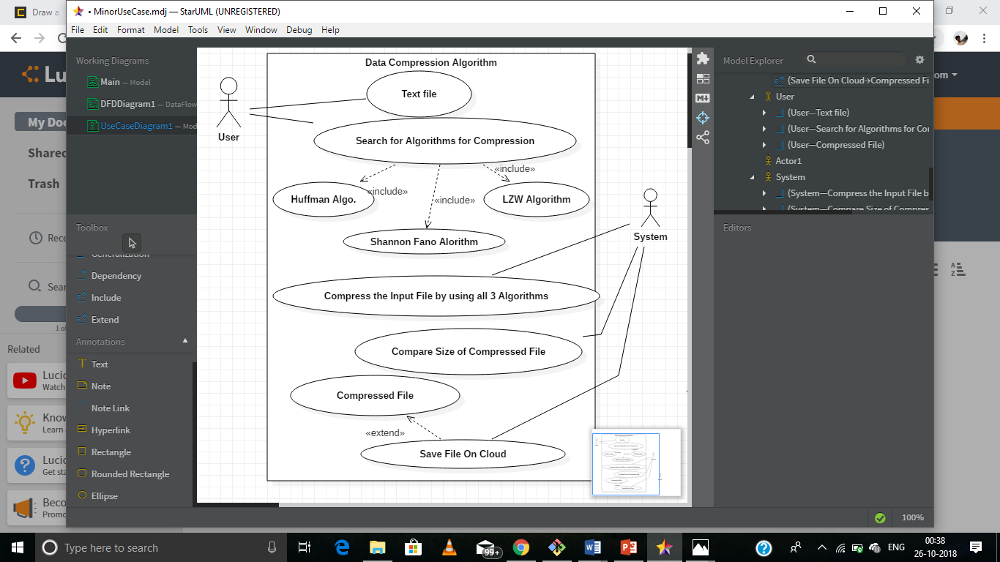 Draw a
• MinorUseCase.mdj — StarUML (UNREGISTERED)
File Edit Format Model Tools View Window Debug Help
Lu
My Doc
Shared
Trash
Rece
Sear
1 of
Related
Lucid
Watch
Know
Learn
Lucid
Get sta
Beco
Promo
om
Working Diagrams
Main — Model
DFDDiagram1 — DataFlow
UseCaseDiagram1 — Mod
Toolbox
Generalization
Dependency
Include
Extend
Annotations
Text
Note
Note Link
Hyperlink
Rectangle
Rounded Rectangle
Ellipse
Data Compression Algorithm
Text file
User
Search for Algorithms for Compression
«include»
«include»
«include»
Huffman Algo.
LZW Algorithm
Shannon Fano Alorithm
System
Compress the Input File by using all 3 Algorithms
Compare Size of Compressed File
Compressed File
«extend»
Save File On Cloud
M
Model Explorer
(Save File On Cloud→Compressed Fi
User
(User—Text file)
(User—Search for Algorithms for Co
(User—Compressed File)
Actor1
System
(System—Compress the Input File b
(System—Compare Size of Compres
Editors
A
Z
100%
Type here to search
99+
ENG
00:38
26-10-2018